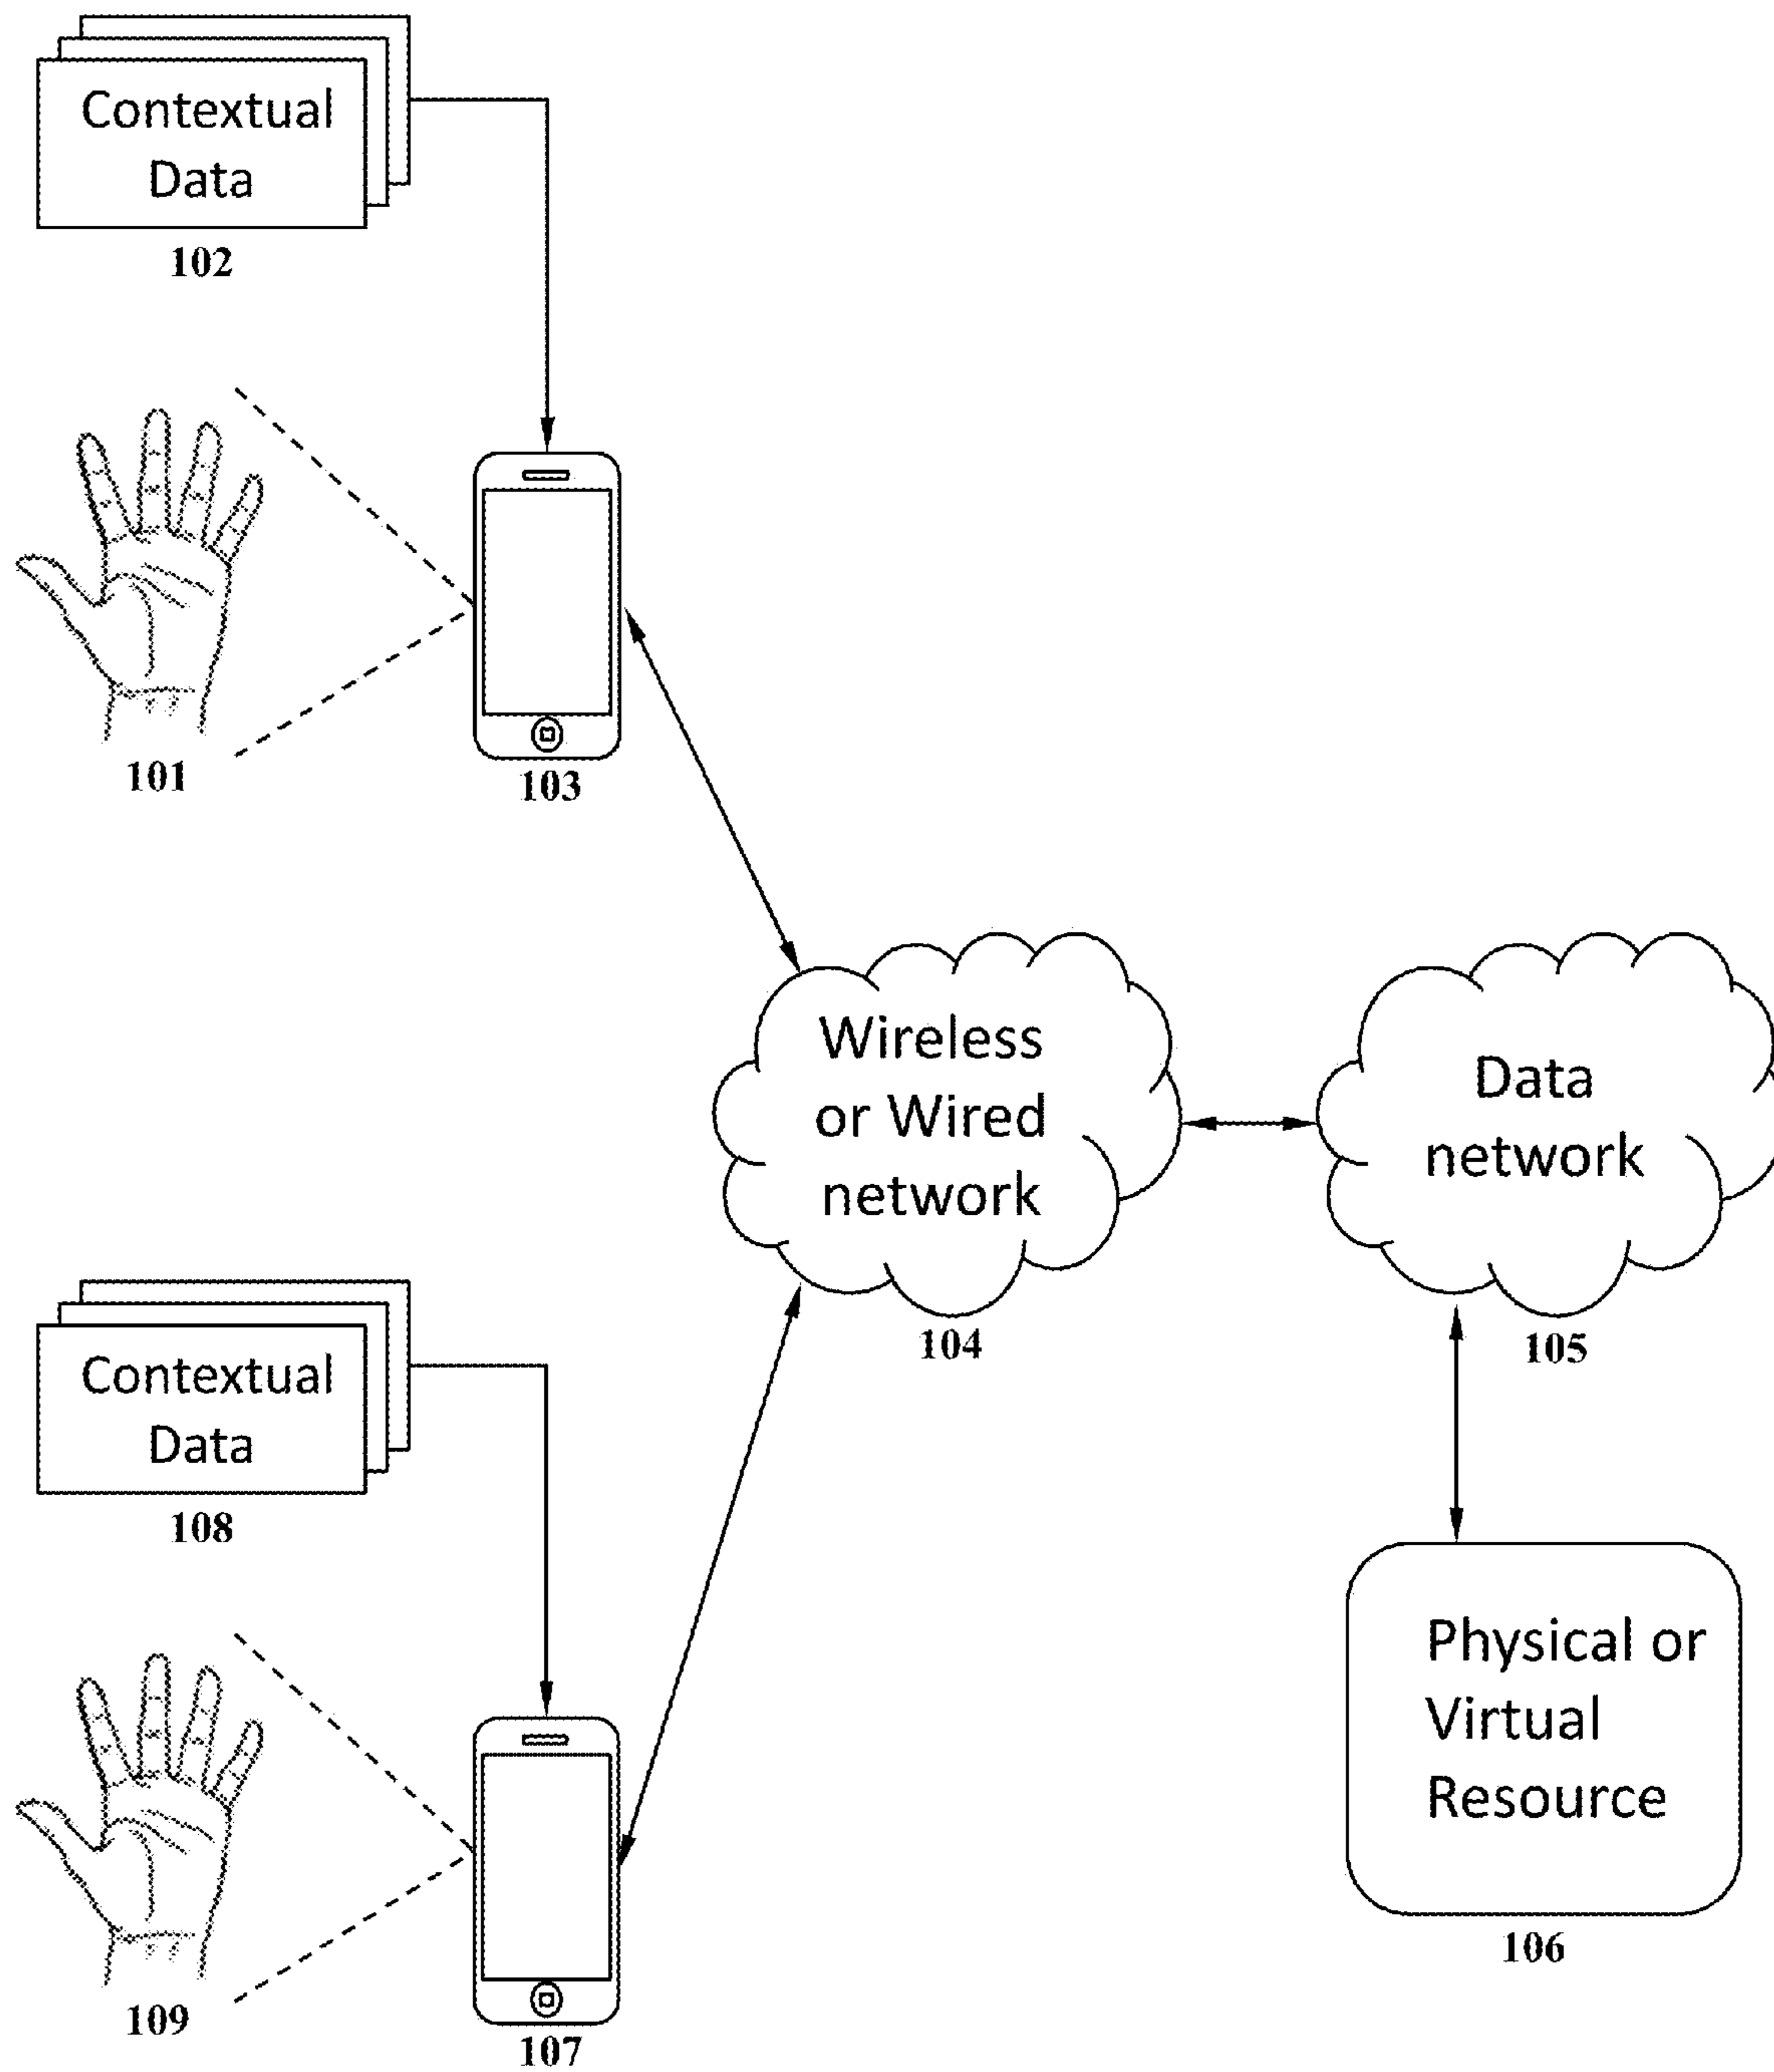 Contextual
Data
102
101
103
Wireless
or Wired
network
104
Data
network
105
Contextual
Data
108
Physical or
Virtual
Resource
106
109
107